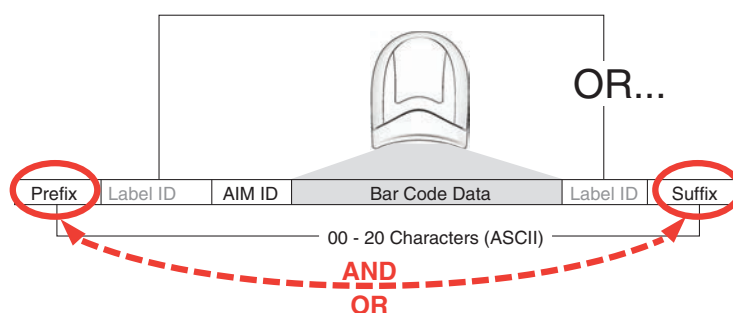 OR...
Prefix Label ID AIM ID Bar Code Data Label ID Suffix
00 - 20 Characters (ASCII)
AND
OR